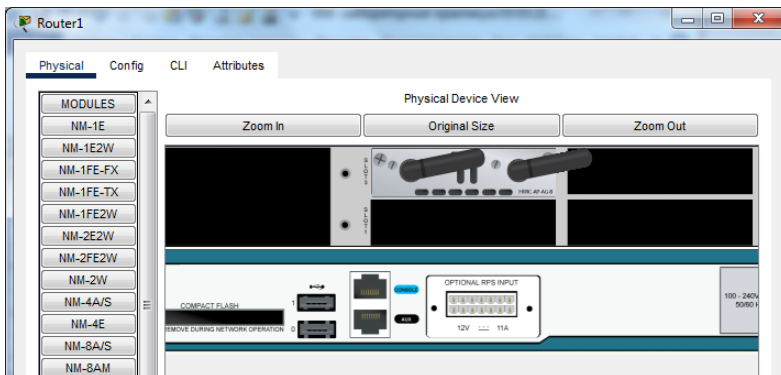 Router1
Physical Config CLI Attributes
MODULES
NM-1E
NM-1E2W
NM-1FE-FX
NM-1FE-TX
NM-1FE2W
NM-2E2W
NM-2FE2W
NM-2W
NM-4A/S
NM-4E
NM-8A/S
NM-8AM
Physical Device View
Zoom In Original Size Zoom Out
HWIC-AP-AG-B
COMPACT FLASH
REMOVE DURING NETWORK OPERATION
1
0
CONSOLE
AUX
OPTIONAL RPS INPUT
12V 11A
100 - 240V
50/60 H